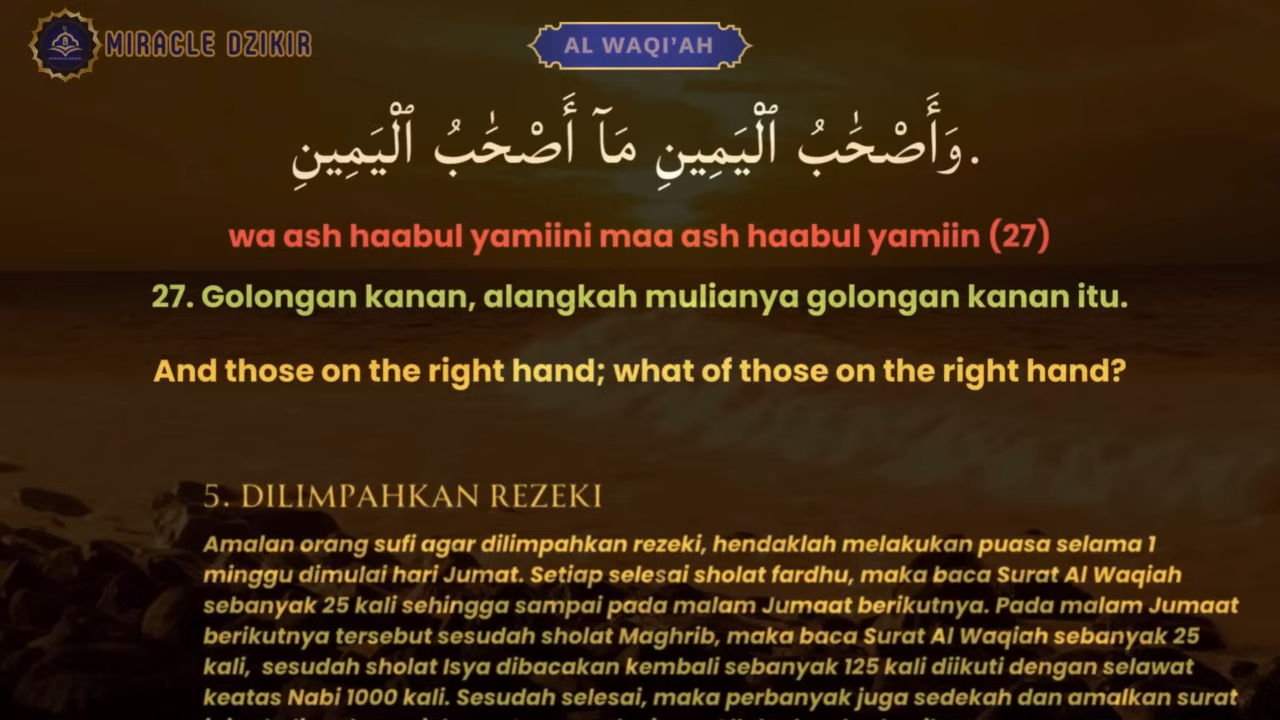 MIRACLE DZIKIR
AL WAQI'AH
وَأَصْحَٰبُ ٱلْيَمِينِ مَآ أَصْحَٰبُ ٱلْيَمِينِ.
wa ash haabul yamiini maa ash haabul yamiin (27)
27. Golongan kanan, alangkah mulianya golongan kanan itu.
And those on the right hand; what of those on the right hand?
5. DILIMPAHKAN REZEKI
Amalan orang sufi agar dilimpahkan rezeki, hendaklah melakukan puasa selama 1
minggu dimulai hari Jumat. Setiap selesai sholat fardhu, maka baca Surat Al Waqiah
sebanyak 25 kali sehingga sampai pada malam Jumaat berikutnya. Pada malam Jumaat
berikutnya tersebut sesudah sholat Maghrib, maka baca Surat Al Waqiah sebanyak 25
kali, sesudah sholat Isya dibacakan kembali sebanyak 125 kali diikuti dengan selawat
keatas Nabi 1000 kali. Sesudah selesai, maka perbanyak juga sedekah dan amalkan surat